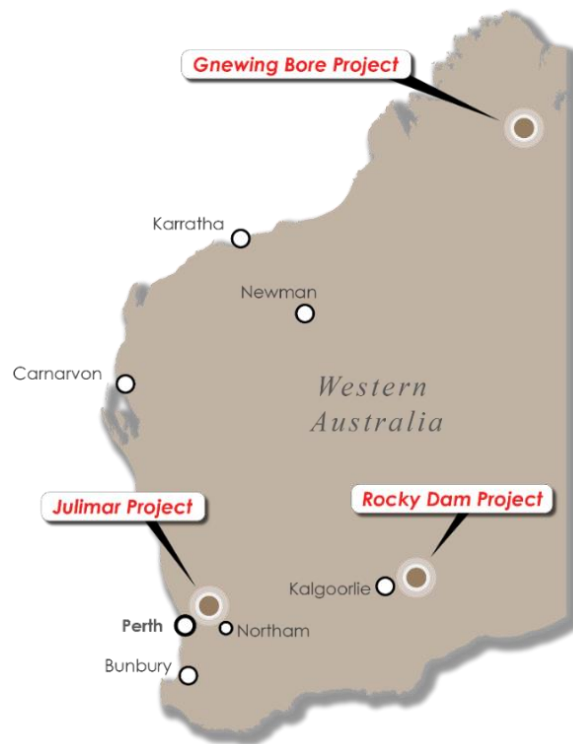 Gnewing Bore Project
Karratha
Newman
Carnarvon
Western
Australia
Julimar Project
Rocky Dam Project
Kalgoorlie
Perth
Northam
Bunbury